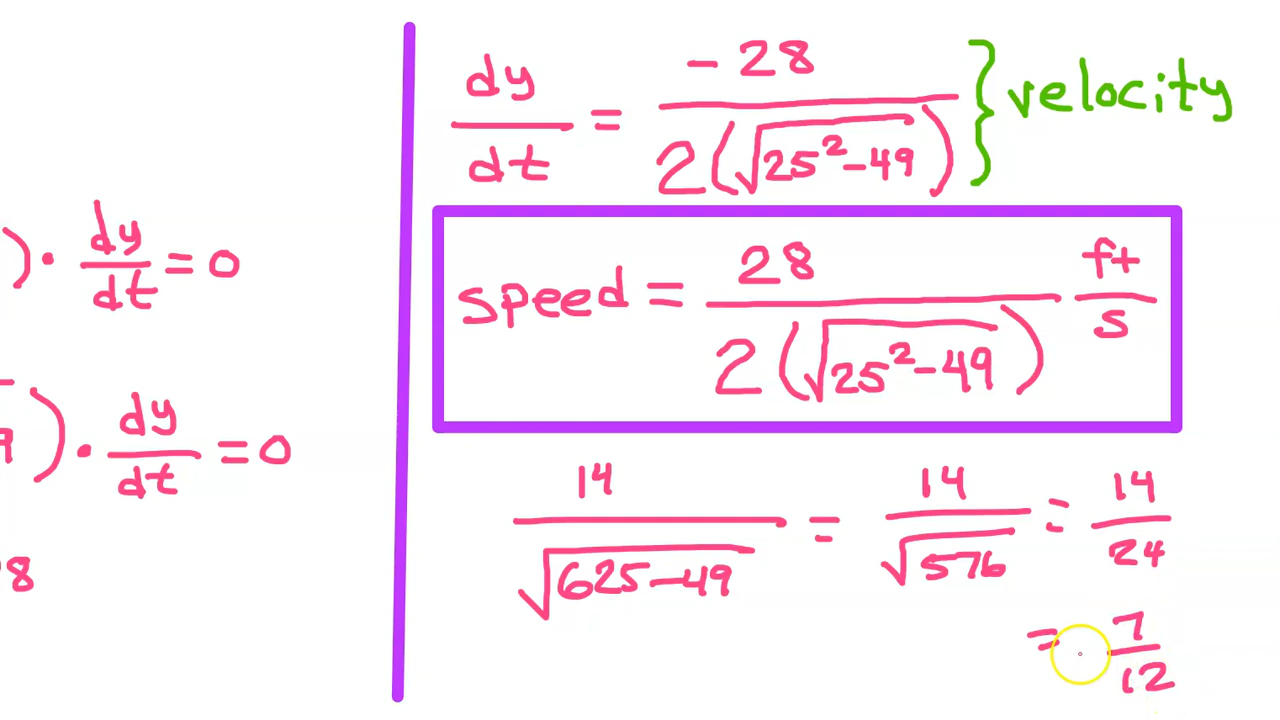 dy/dt = -28 / 2(√25²-49) } velocity
) · dy/dt = 0
speed = 28 / 2(√25²-49) ft/s
9 ) · dy/dt = 0
14 / √625-49 = 14 / √576 = 14 / 24
8
= 7 / 12